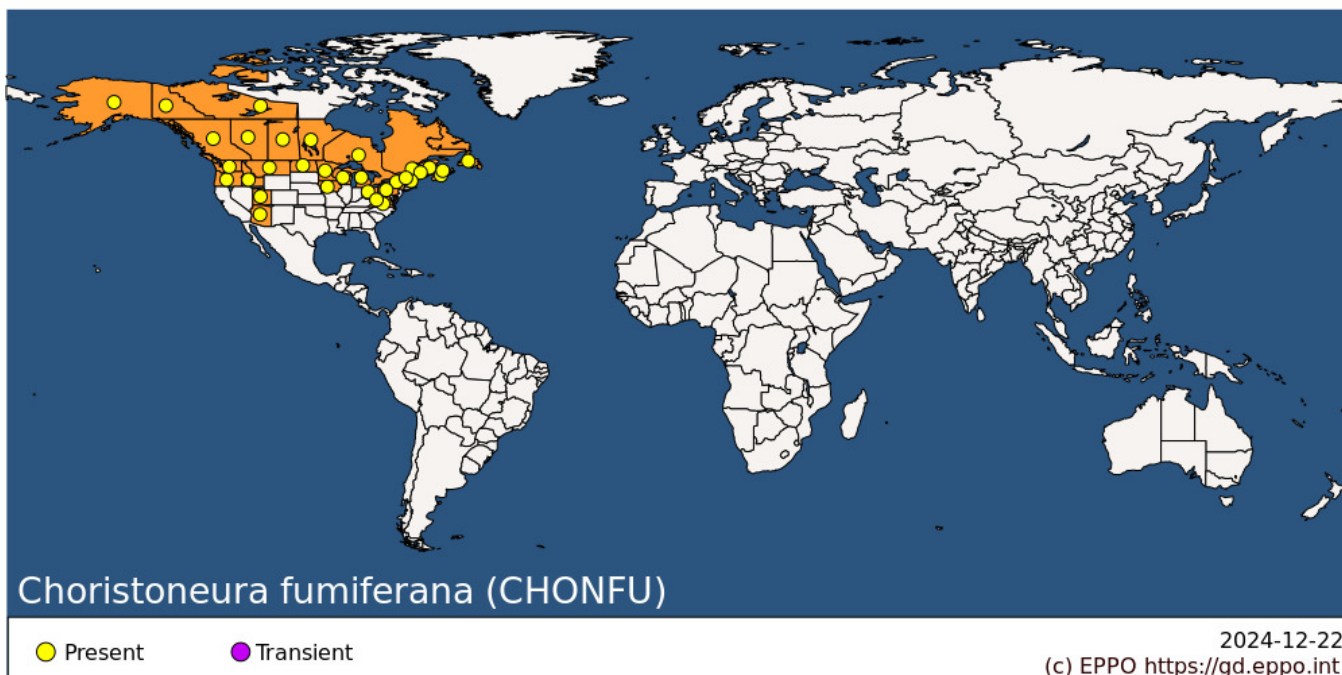 Choristoneura fumiferana (CHONFU)
Present
Transient
2024-12-22
(c) EPPO https://gd.eppo.int